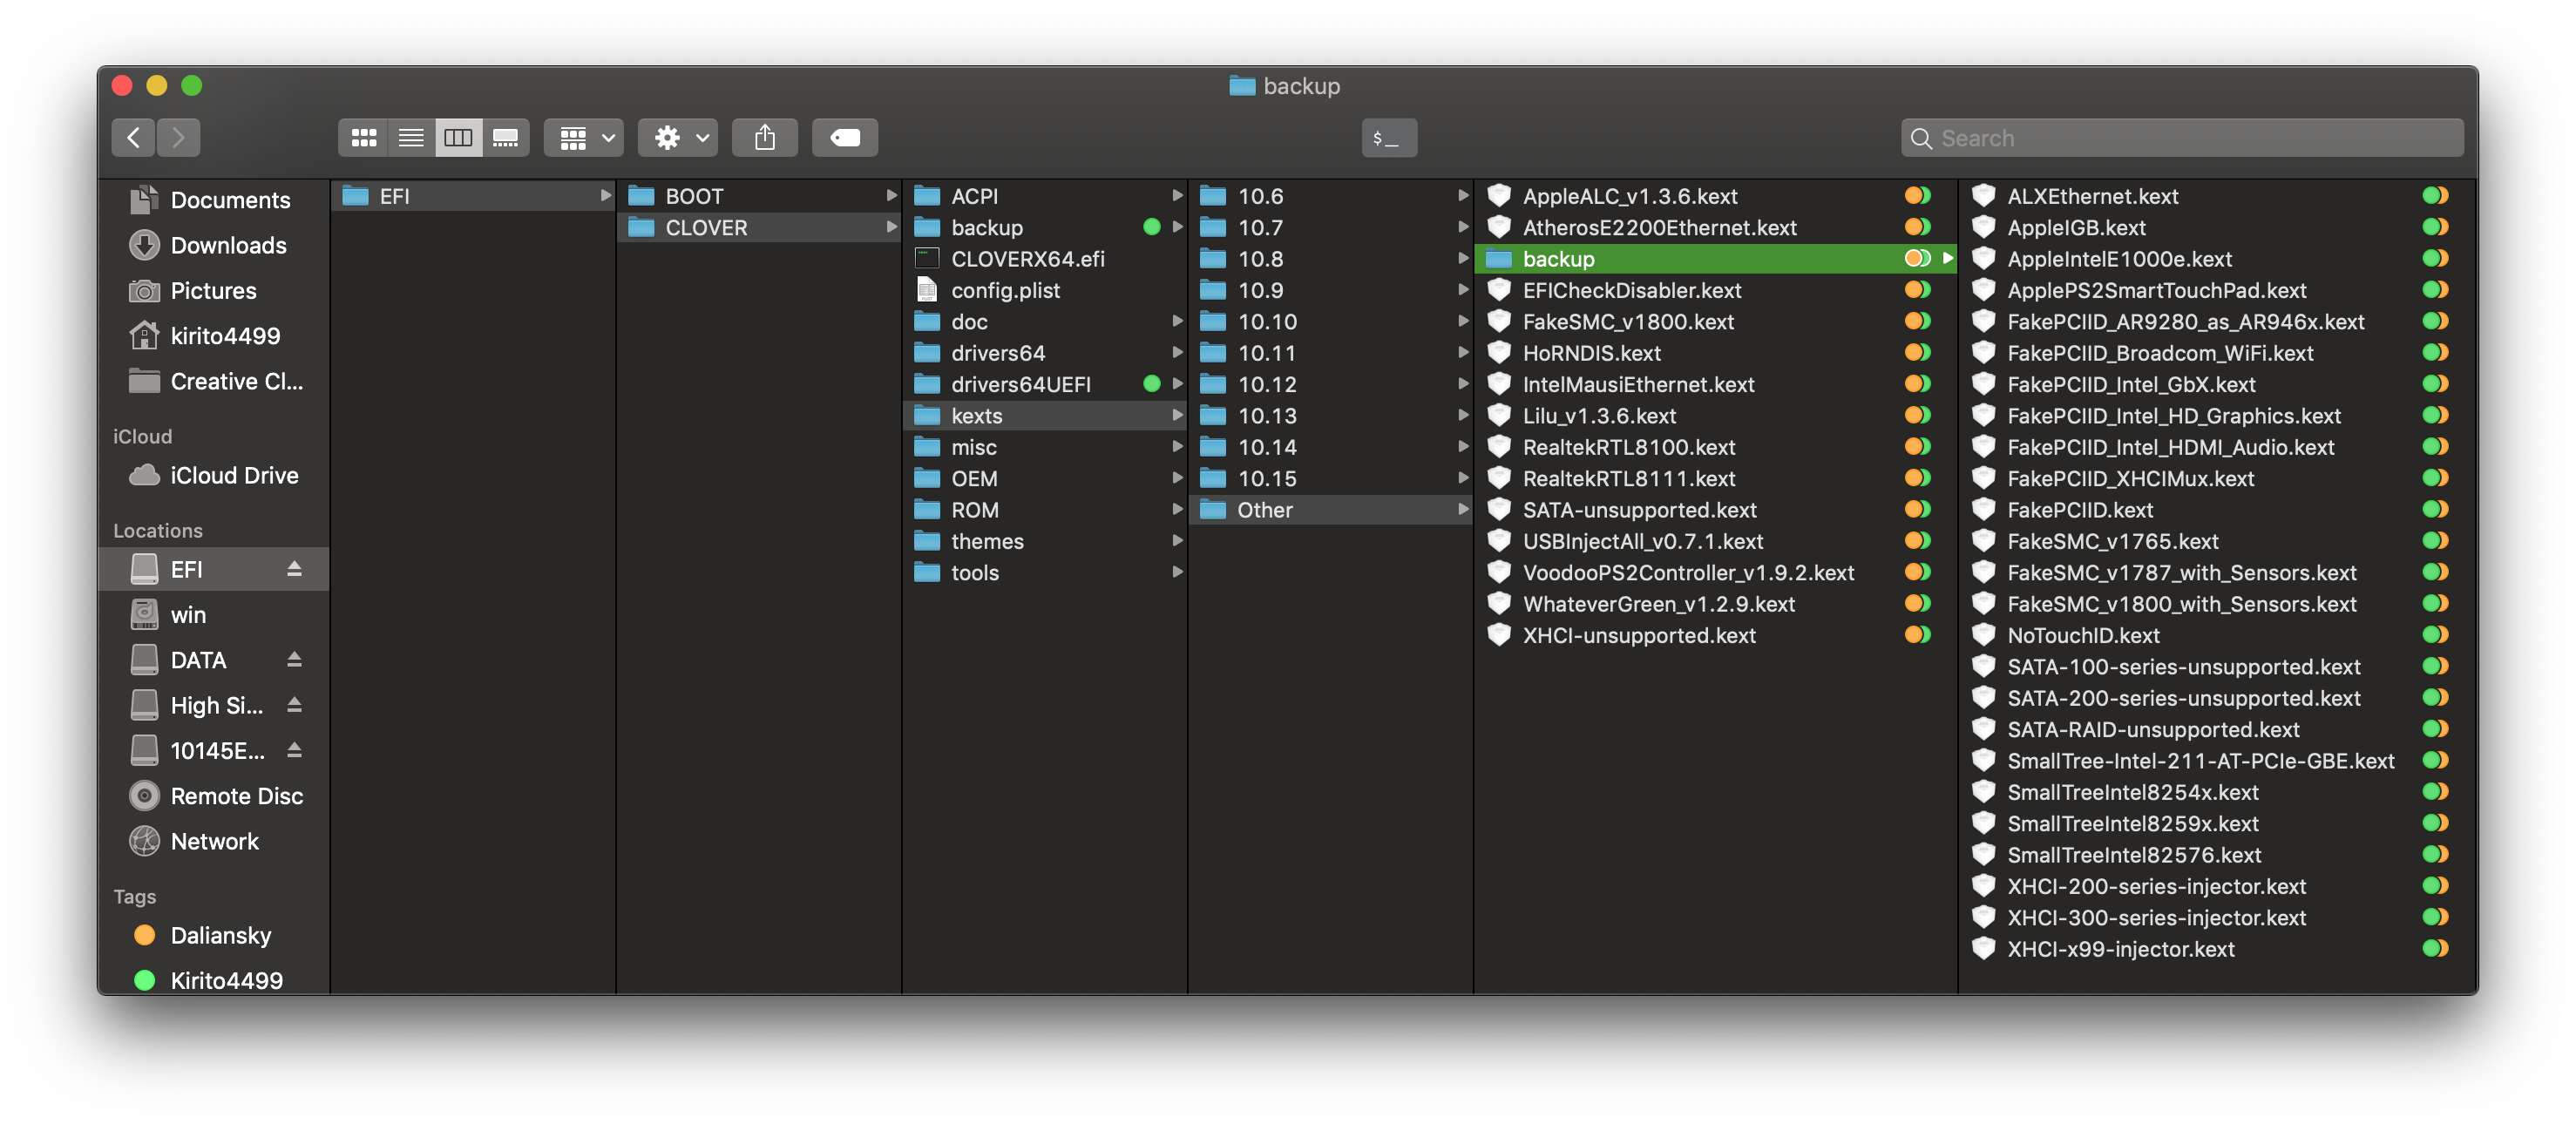 backup
$_
Search
Documents
Downloads
Pictures
kirito4499
Creative Cl...
iCloud
iCloud Drive
Locations
EFI
win
DATA
High Si...
10145E...
Remote Disc
Network
Tags
Daliansky
Kirito4499
EFI
BOOT
CLOVER
ACPI
backup
CLOVERX64.efi
config.plist
doc
drivers64
drivers64UEFI
kexts
misc
OEM
ROM
themes
tools
10.6
10.7
10.8
10.9
10.10
10.11
10.12
10.13
10.14
10.15
Other
AppleALC_v1.3.6.kext
AtherosE2200Ethernet.kext
backup
EFICheckDisabler.kext
FakeSMC_v1800.kext
HoRNDIS.kext
IntelMausiEthernet.kext
Lilu_v1.3.6.kext
RealtekRTL8100.kext
RealtekRTL8111.kext
SATA-unsupported.kext
USBInjectAll_v0.7.1.kext
VoodooPS2Controller_v1.9.2.kext
WhateverGreen_v1.2.9.kext
XHCI-unsupported.kext
ALXEthernet.kext
AppleIGB.kext
AppleIntelE1000e.kext
ApplePS2SmartTouchPad.kext
FakePCIID_AR9280_as_AR946x.kext
FakePCIID_Broadcom_WiFi.kext
FakePCIID_Intel_GbX.kext
FakePCIID_Intel_HD_Graphics.kext
FakePCIID_Intel_HDMI_Audio.kext
FakePCIID_XHCIMux.kext
FakePCIID.kext
FakeSMC_v1765.kext
FakeSMC_v1787_with_Sensors.kext
FakeSMC_v1800_with_Sensors.kext
NoTouchID.kext
SATA-100-series-unsupported.kext
SATA-200-series-unsupported.kext
SATA-RAID-unsupported.kext
SmallTree-Intel-211-AT-PCIe-GBE.kext
SmallTreeIntel8254x.kext
SmallTreeIntel8259x.kext
SmallTreeIntel82576.kext
XHCI-200-series-injector.kext
XHCI-300-series-injector.kext
XHCI-x99-injector.kext